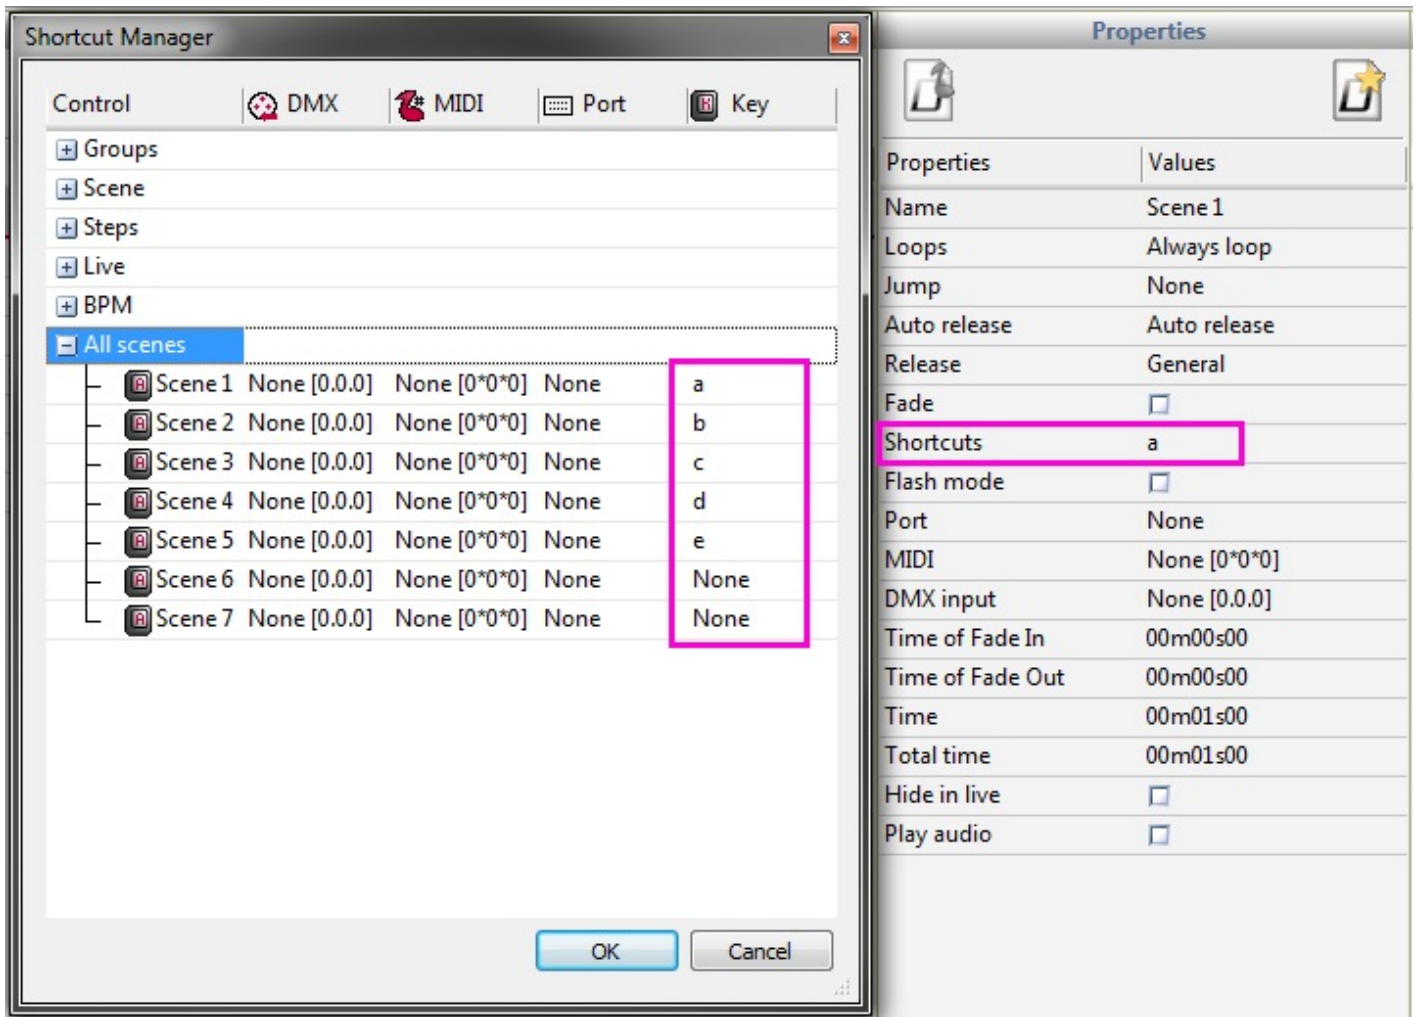 Shortcut Manager
Control DMX MIDI Port Key
Groups
Scene
Steps
Live
BPM
All scenes
Scene 1 None [0.0.0] None [0*0*0] None a
Scene 2 None [0.0.0] None [0*0*0] None b
Scene 3 None [0.0.0] None [0*0*0] None c
Scene 4 None [0.0.0] None [0*0*0] None d
Scene 5 None [0.0.0] None [0*0*0] None e
Scene 6 None [0.0.0] None [0*0*0] None None
Scene 7 None [0.0.0] None [0*0*0] None None
OK Cancel
Properties
Properties Values
Name Scene 1
Loops Always loop
Jump None
Auto release Auto release
Release General
Fade
Shortcuts a
Flash mode
Port None
MIDI None [0*0*0]
DMX input None [0.0.0]
Time of Fade In 00m00s00
Time of Fade Out 00m00s00
Time 00m01s00
Total time 00m01s00
Hide in live
Play audio